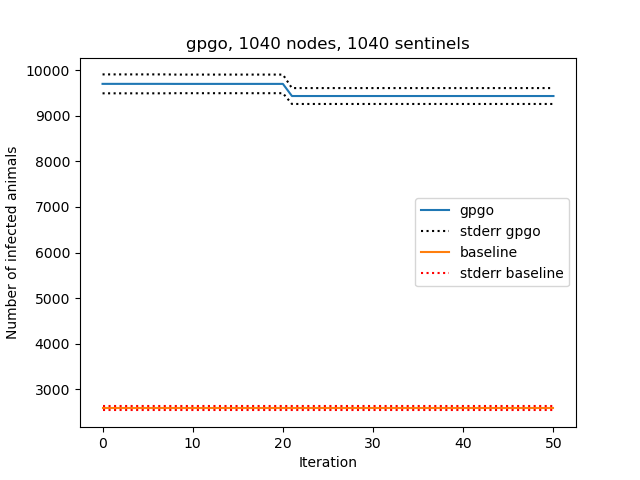 gpgo, 1040 nodes, 1040 sentinels
10000
9000
8000
7000
6000
5000
4000
3000
Number of infected animals
gpgo
stderr gpgo
baseline
stderr baseline
0 10 20 30 40 50
Iteration